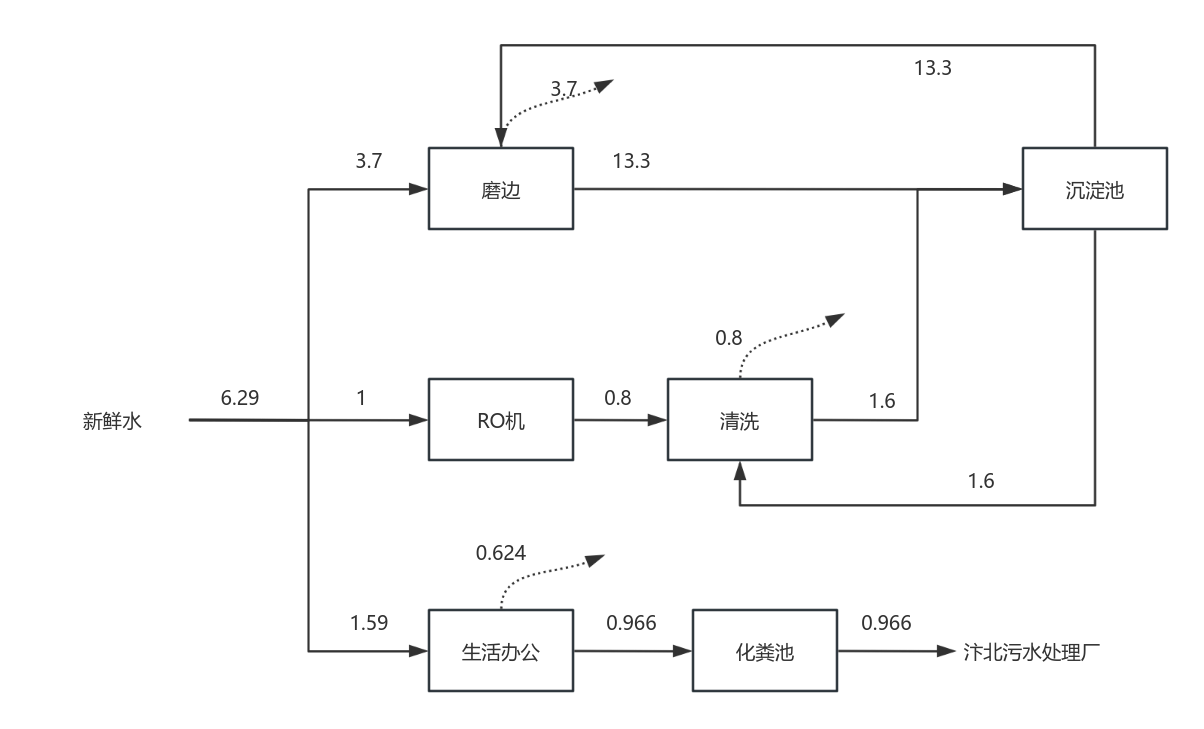 13.3
3.7
3.7
13.3
磨边
沉淀池
0.8
6.29
1
0.8
1.6
新鲜水
RO机
清洗
1.6
0.624
1.59
0.966
0.966
生活办公
化粪池
汴北污水处理厂